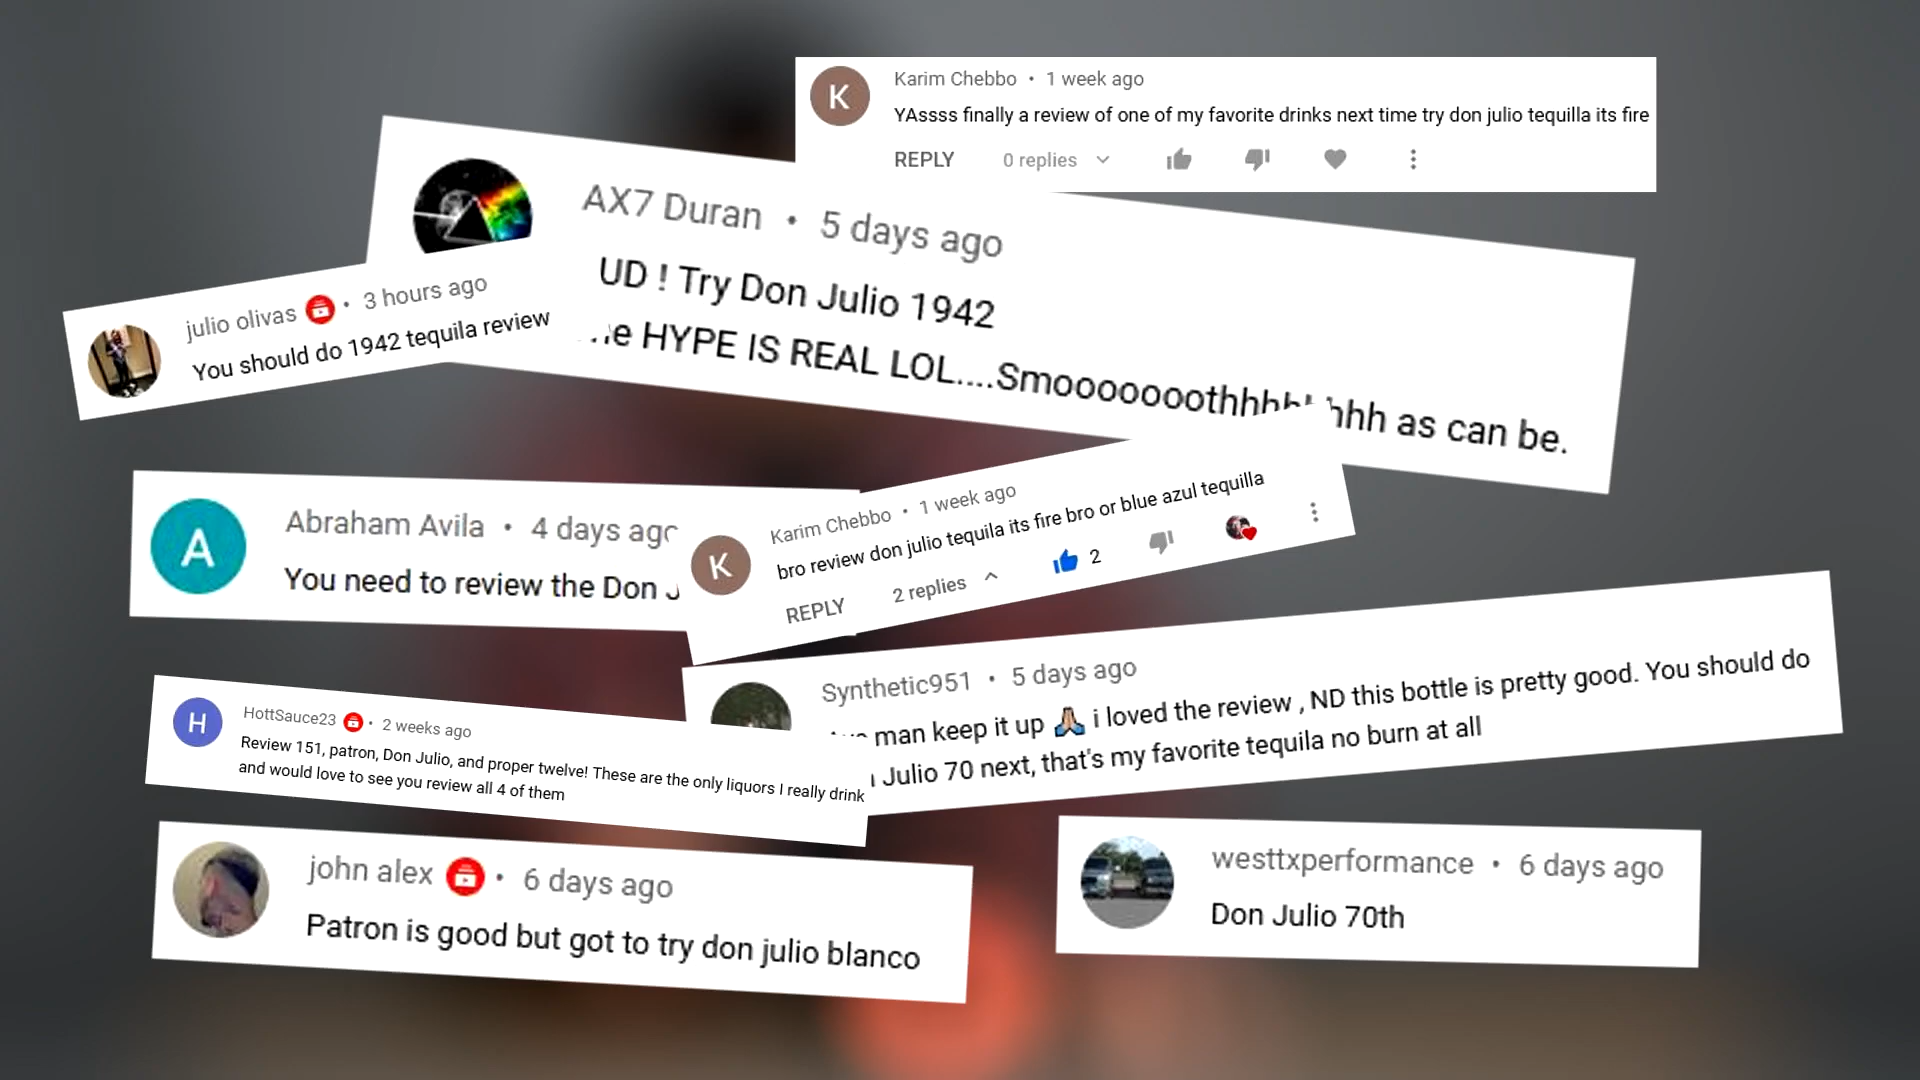 K
Karim Chebbo • 1 week ago
YAssss finally a review of one of my favorite drinks next time try don julio tequilla its fire
REPLY 0 replies
AX7 Duran • 5 days ago
UD ! Try Don Julio 1942
HYPE IS REAL LOL....Smooooooothhhhhhhh as can be.
julio olivas • 3 hours ago
You should do 1942 tequila review
A
Abraham Avila • 4 days ago
You need to review the Don J
K
Karim Chebbo • 1 week ago
bro review don julio tequila its fire bro or blue azul tequilla
REPLY 2 replies 2
Synthetic951 • 5 days ago
man keep it up 🙏🏼 i loved the review , ND this bottle is pretty good. You should do
Julio 70 next, that's my favorite tequila no burn at all
H
HottSauce23 • 2 weeks ago
Review 151, patron, Don Julio, and proper twelve! These are the only liquors I really drink
and would love to see you review all 4 of them
john alex • 6 days ago
Patron is good but got to try don julio blanco
westtxperformance • 6 days ago
Don Julio 70th